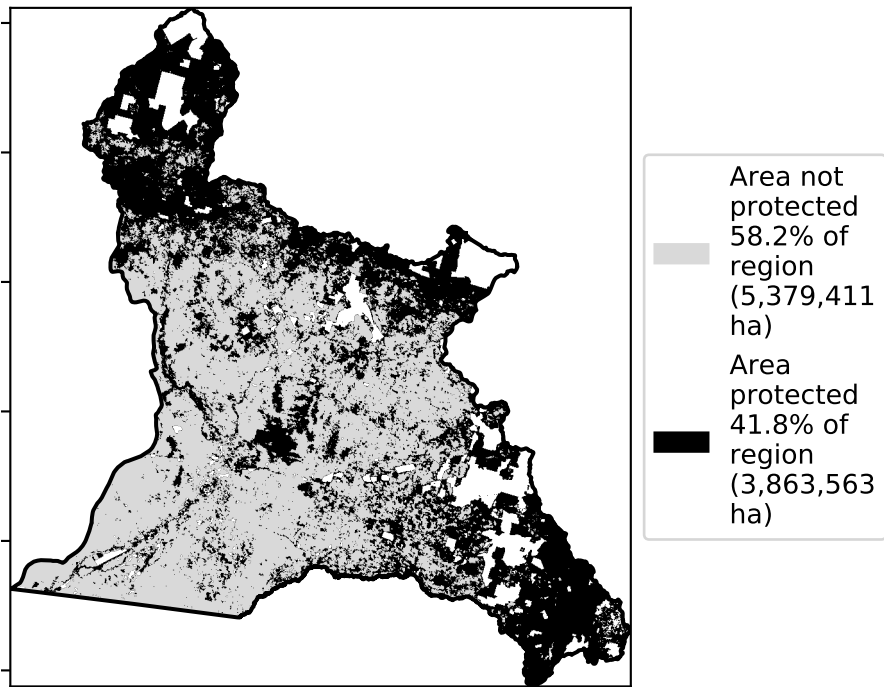 Area not
protected
58.2% of
region
(5,379,411
ha)
Area
protected
41.8% of
region
(3,863,563
ha)